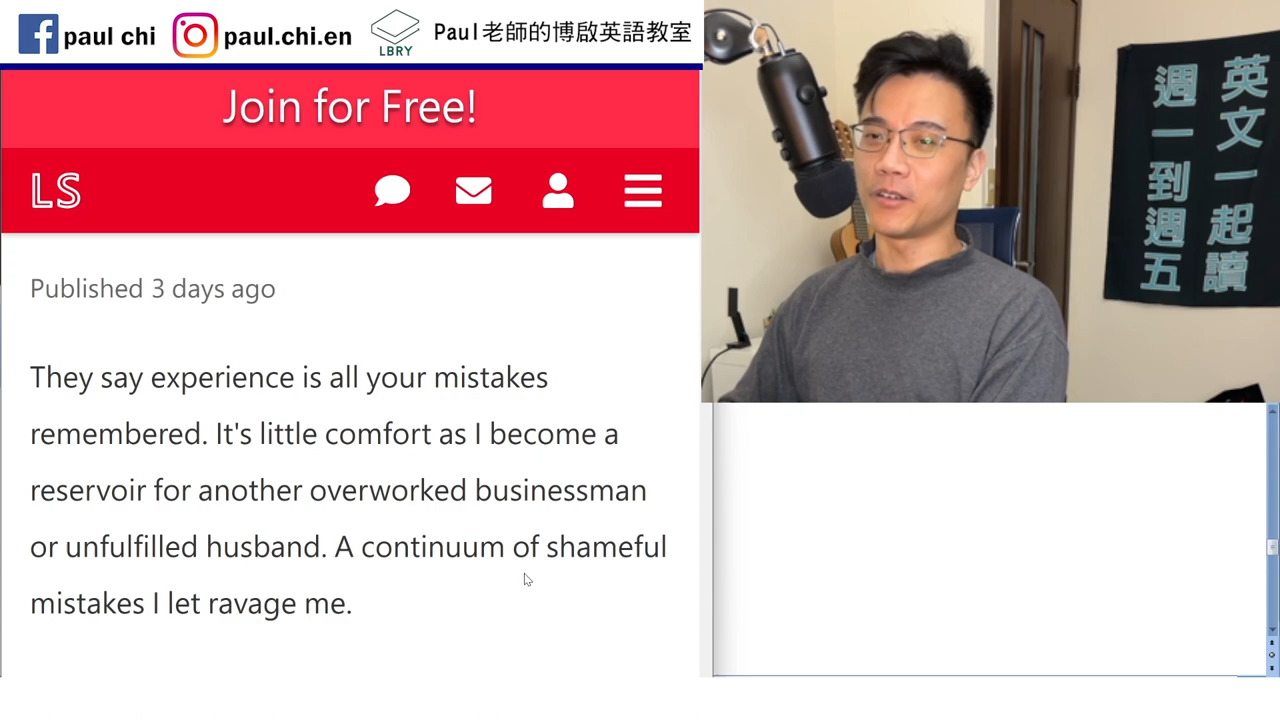 paul chi
paul.chi.en
LBRY
Paul老師的博啟英語教室
Join for Free!
LS
Published 3 days ago
They say experience is all your mistakes
remembered. It's little comfort as I become a
reservoir for another overworked businessman
or unfulfilled husband. A continuum of shameful
mistakes I let ravage me.
英文一起讀
週一到週五